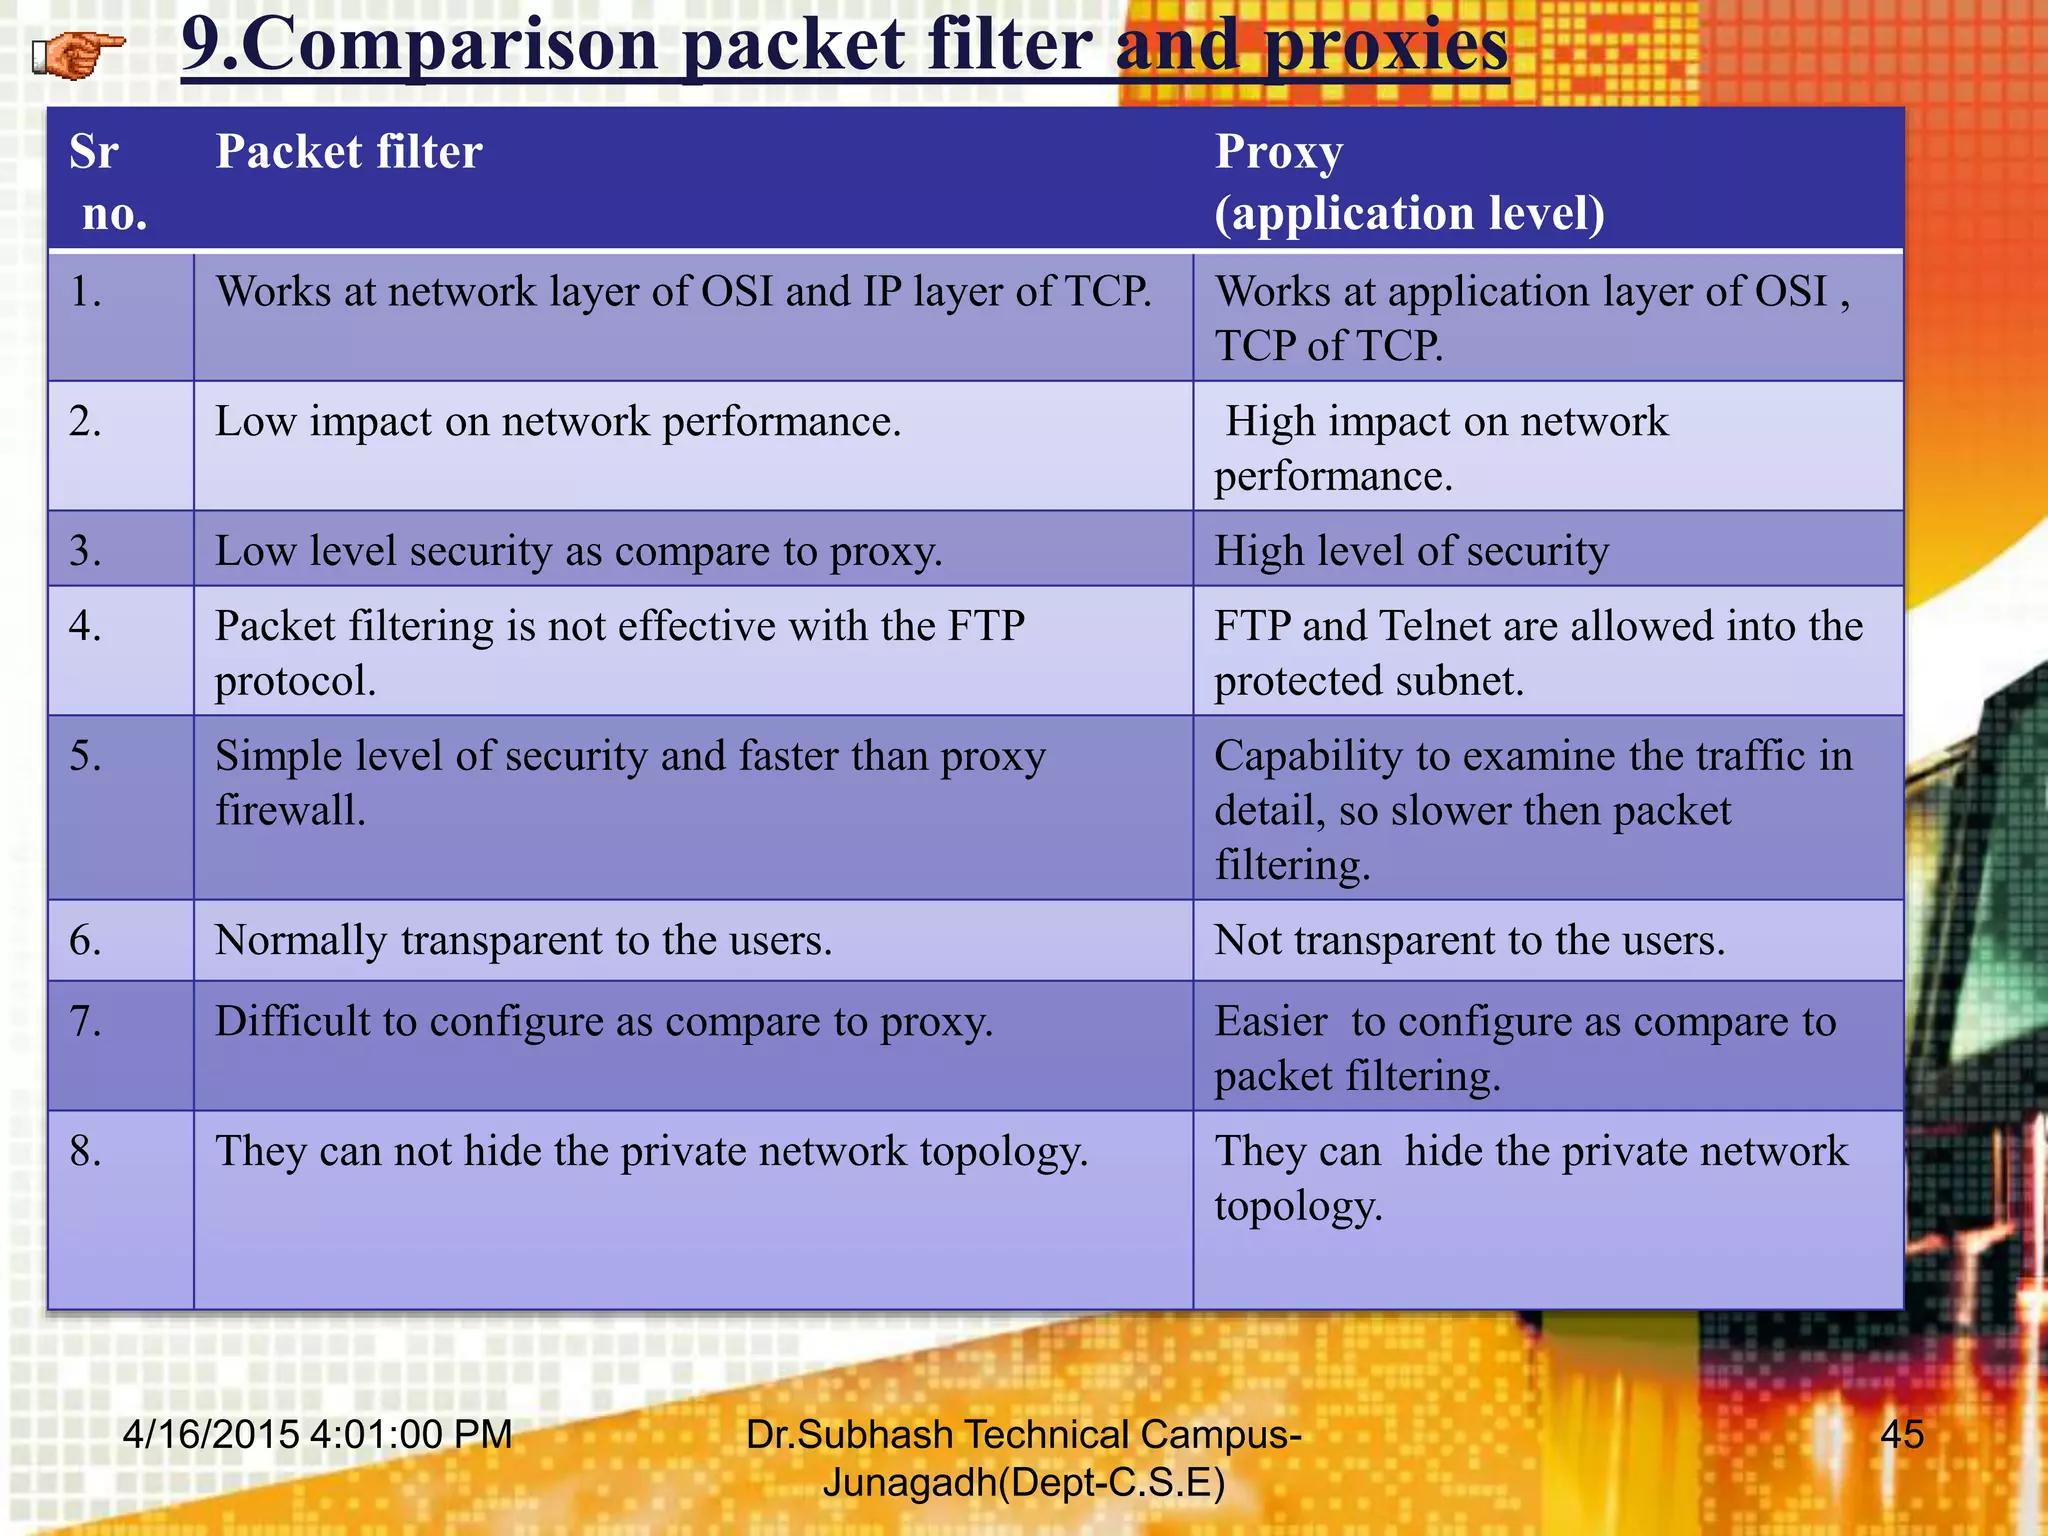 9.Comparison packet filter and proxies
Sr no.
Packet filter
Proxy
(application level)
1.
Works at network layer of OSI and IP layer of TCP.
Works at application layer of OSI ,
TCP of TCP.
2.
Low impact on network performance.
High impact on network
performance.
3.
Low level security as compare to proxy.
High level of security
4.
Packet filtering is not effective with the FTP
protocol.
FTP and Telnet are allowed into the
protected subnet.
5.
Simple level of security and faster than proxy
firewall.
Capability to examine the traffic in
detail, so slower then packet
filtering.
6.
Normally transparent to the users.
Not transparent to the users.
7.
Difficult to configure as compare to proxy.
Easier to configure as compare to
packet filtering.
8.
They can not hide the private network topology.
They can hide the private network
topology.
4/16/2015 4:01:00 PM
Dr.Subhash Technical Campus-
Junagadh(Dept-C.S.E)
45